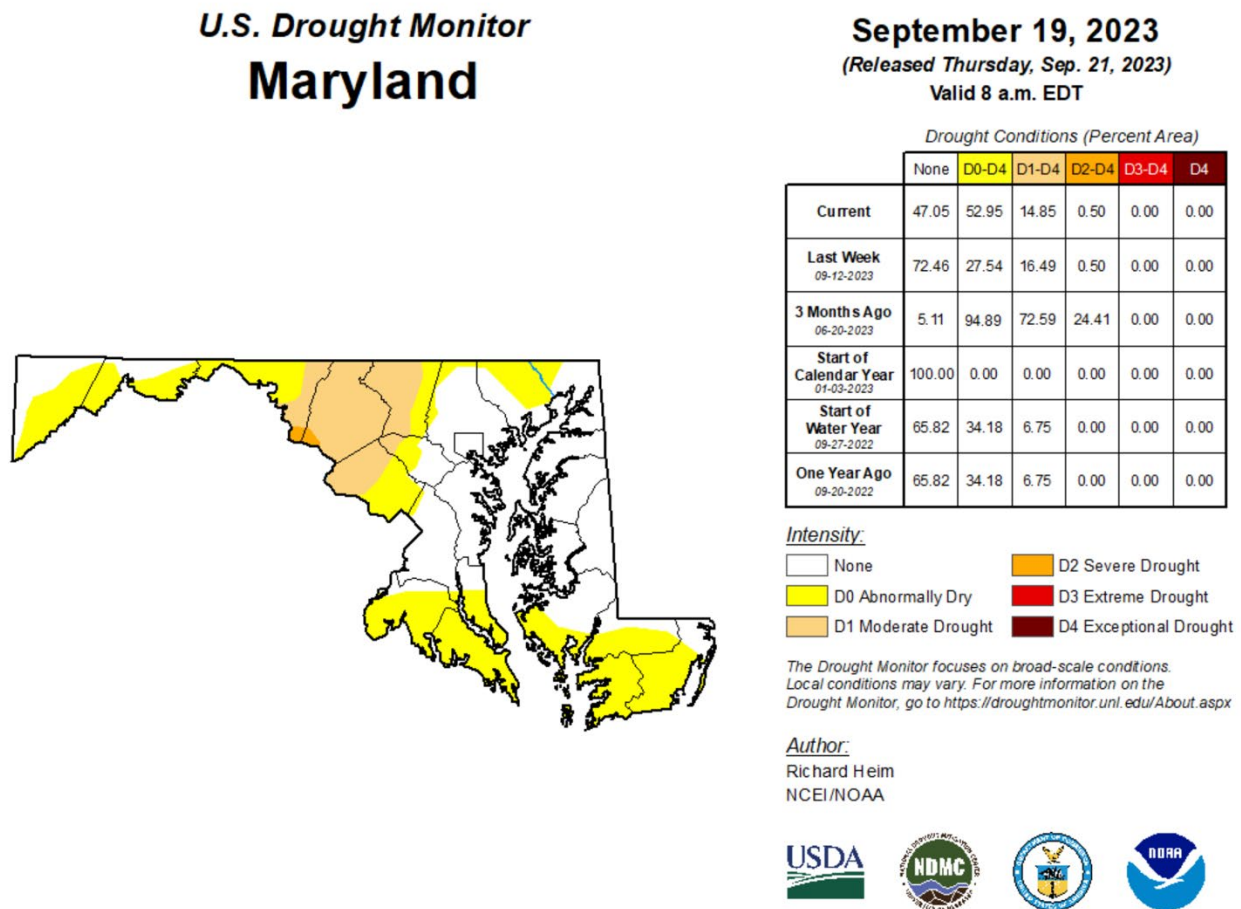 U.S. Drought Monitor
Maryland
September 19, 2023
(Released Thursday, Sep. 21, 2023)
Valid 8 a.m. EDT
Drought Conditions (Percent Area)
None D0-D4 D1-D4 D2-D4 D3-D4 D4
Current 47.05 52.95 14.85 0.50 0.00 0.00
Last Week
09-12-2023 72.46 27.54 16.49 0.50 0.00 0.00
3 Months Ago
06-20-2023 5.11 94.89 72.59 24.41 0.00 0.00
Start of
Calendar Year
01-03-2023 100.00 0.00 0.00 0.00 0.00 0.00
Start of
Water Year
09-27-2022 65.82 34.18 6.75 0.00 0.00 0.00
One Year Ago
09-20-2022 65.82 34.18 6.75 0.00 0.00 0.00
Intensity:
None
D0 Abnormally Dry
D1 Moderate Drought
D2 Severe Drought
D3 Extreme Drought
D4 Exceptional Drought
The Drought Monitor focuses on broad-scale conditions.
Local conditions may vary. For more information on the
Drought Monitor, go to https://droughtmonitor.unl.edu/About.aspx
Author:
Richard Heim
NCEI/NOAA
USDA
NDMC
NOAA